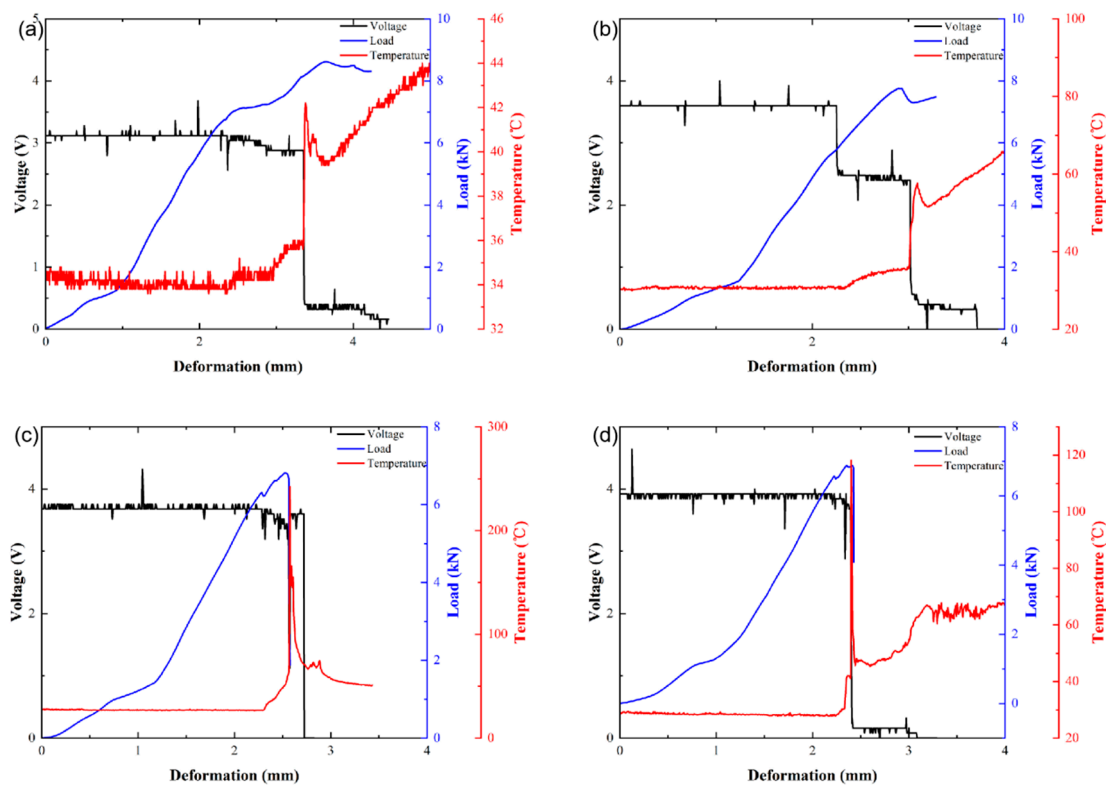 (a)
Voltage
Load
Temperature
5
4
3
2
1
0
Voltage (V)
0
2
4
Deformation (mm)
10
8
6
4
2
0
Load (kN)
46
44
42
40
38
36
34
32
Temperature (℃)
(b)
Voltage
Load
Temperature
4
2
0
Voltage (V)
0
2
4
Deformation (mm)
10
8
6
4
2
0
Load (kN)
100
80
60
40
20
Temperature (℃)
(c)
Voltage
Load
Temperature
4
2
0
Voltage (V)
0
1
2
3
4
Deformation (mm)
8
6
4
2
0
Load (kN)
300
200
100
0
Temperature (℃)
(d)
Voltage
Load
Temperature
4
2
0
Voltage (V)
0
1
2
3
4
Deformation (mm)
8
6
4
2
0
Load (kN)
120
100
80
60
40
20
Temperature (℃)